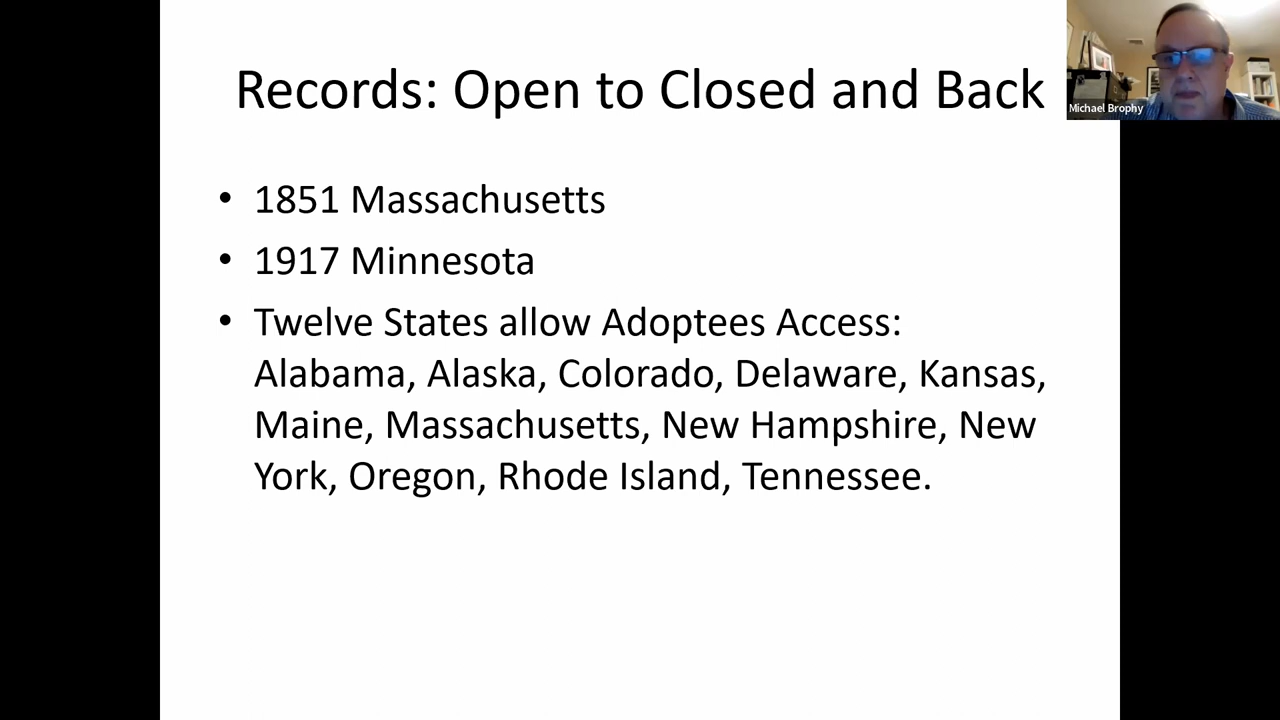 Records: Open to Closed and Back
Michael Brophy
• 1851 Massachusetts
• 1917 Minnesota
• Twelve States allow Adoptees Access:
Alabama, Alaska, Colorado, Delaware, Kansas,
Maine, Massachusetts, New Hampshire, New
York, Oregon, Rhode Island, Tennessee.